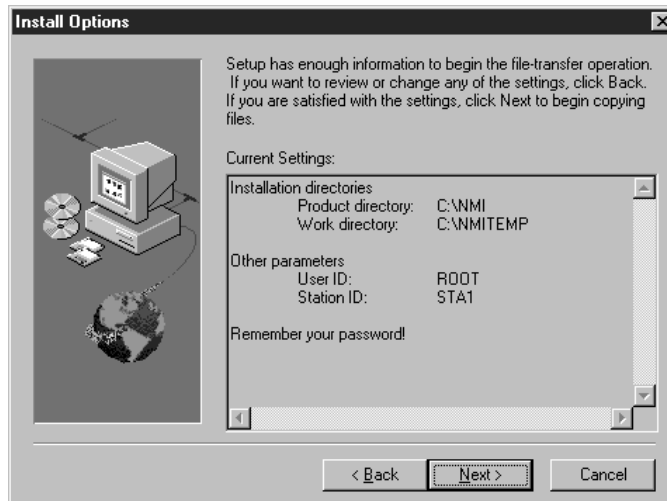 Install Options
Setup has enough information to begin the file-transfer operation.
If you want to review or change any of the settings, click Back.
If you are satisfied with the settings, click Next to begin copying
files.
Current Settings:
Installation directories
Product directory: C:\NMI
Work directory: C:\NMITEMP
Other parameters
User ID: ROOT
Station ID: STA1
Remember your password!
< Back Next > Cancel